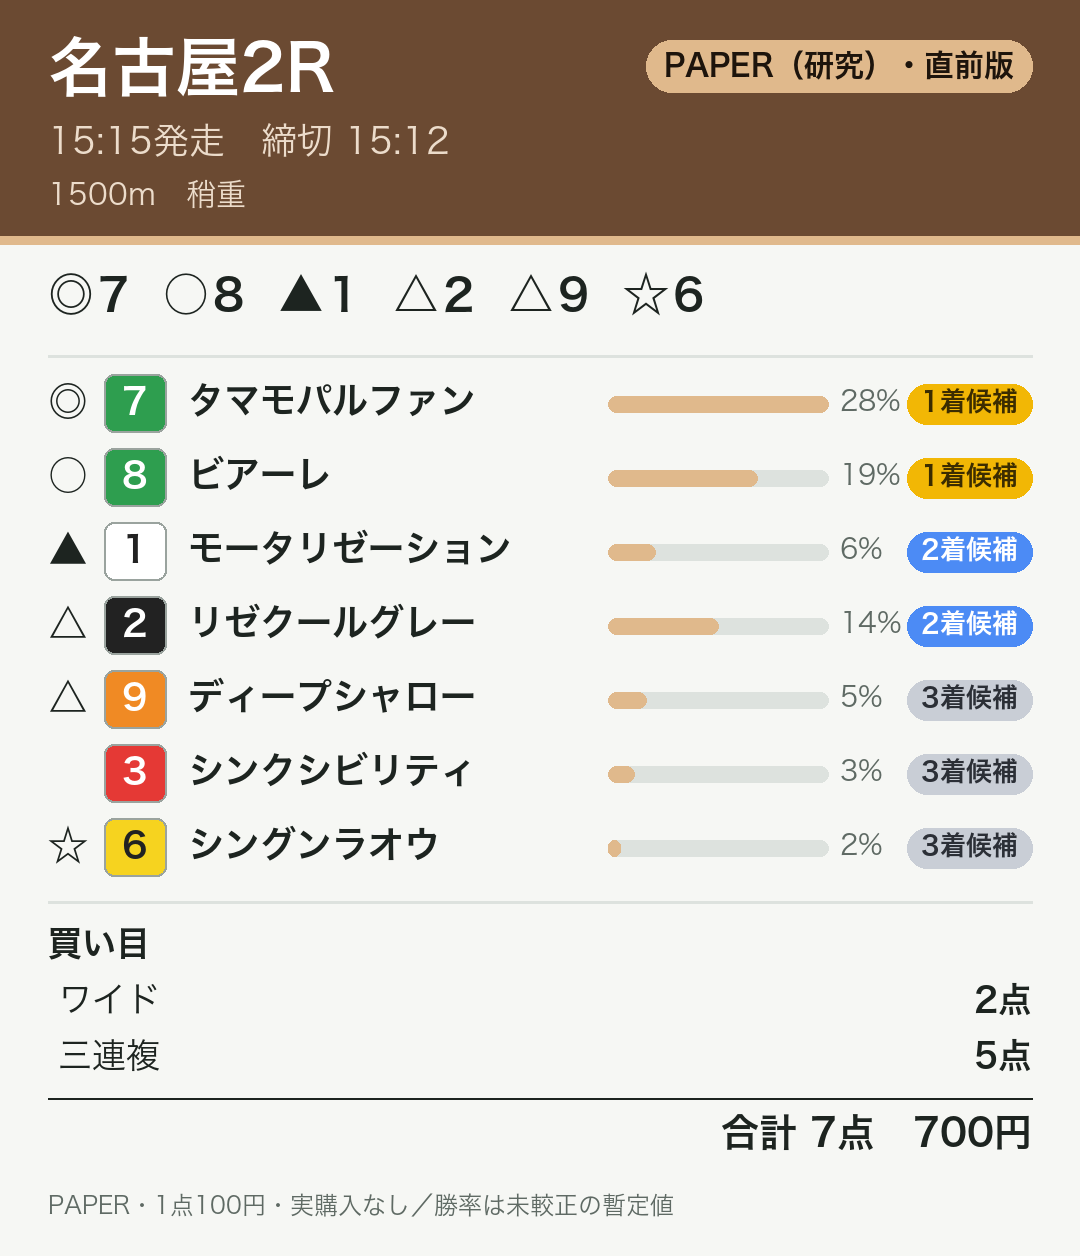 名古屋2R
PAPER（研究）・直前版
15:15発走　締切 15:12
1500m　稍重
◎7 ○8 ▲1 △2 △9 ☆6
◎ 7 タマモパルファン 28% 1着候補
○ 8 ビアーレ 19% 1着候補
▲ 1 モータリゼーション 6% 2着候補
△ 2 リゼクールグレー 14% 2着候補
△ 9 ディープシャロー 5% 3着候補
3 シンクシビリティ 3% 3着候補
☆ 6 シングンラオウ 2% 3着候補
買い目
ワイド 2点
三連複 5点
合計 7点　700円
PAPER・1点100円・実購入なし／勝率は未較正の暫定値